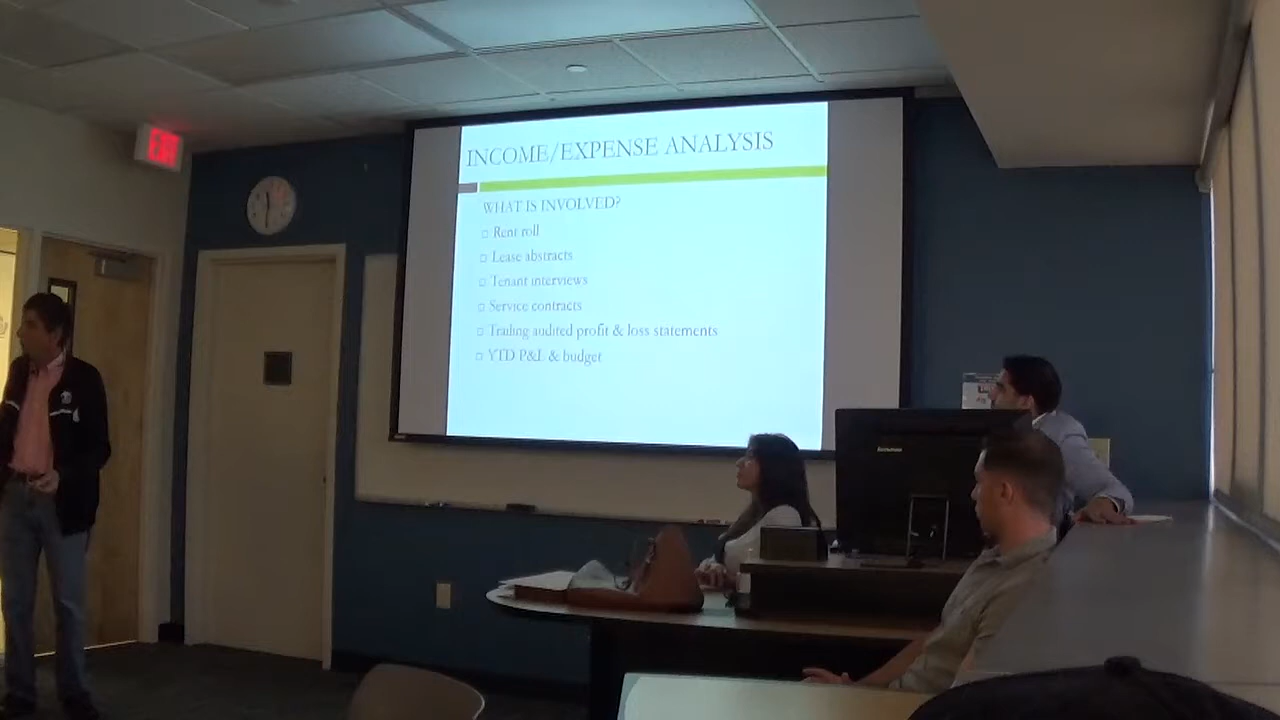 EXIT
INCOME/EXPENSE ANALYSIS
WHAT IS INVOLVED?
Rent roll
Lease abstracts
Tenant interviews
Service contracts
Trailing audited profit & loss statements
YTD P&L & budget
lenovo